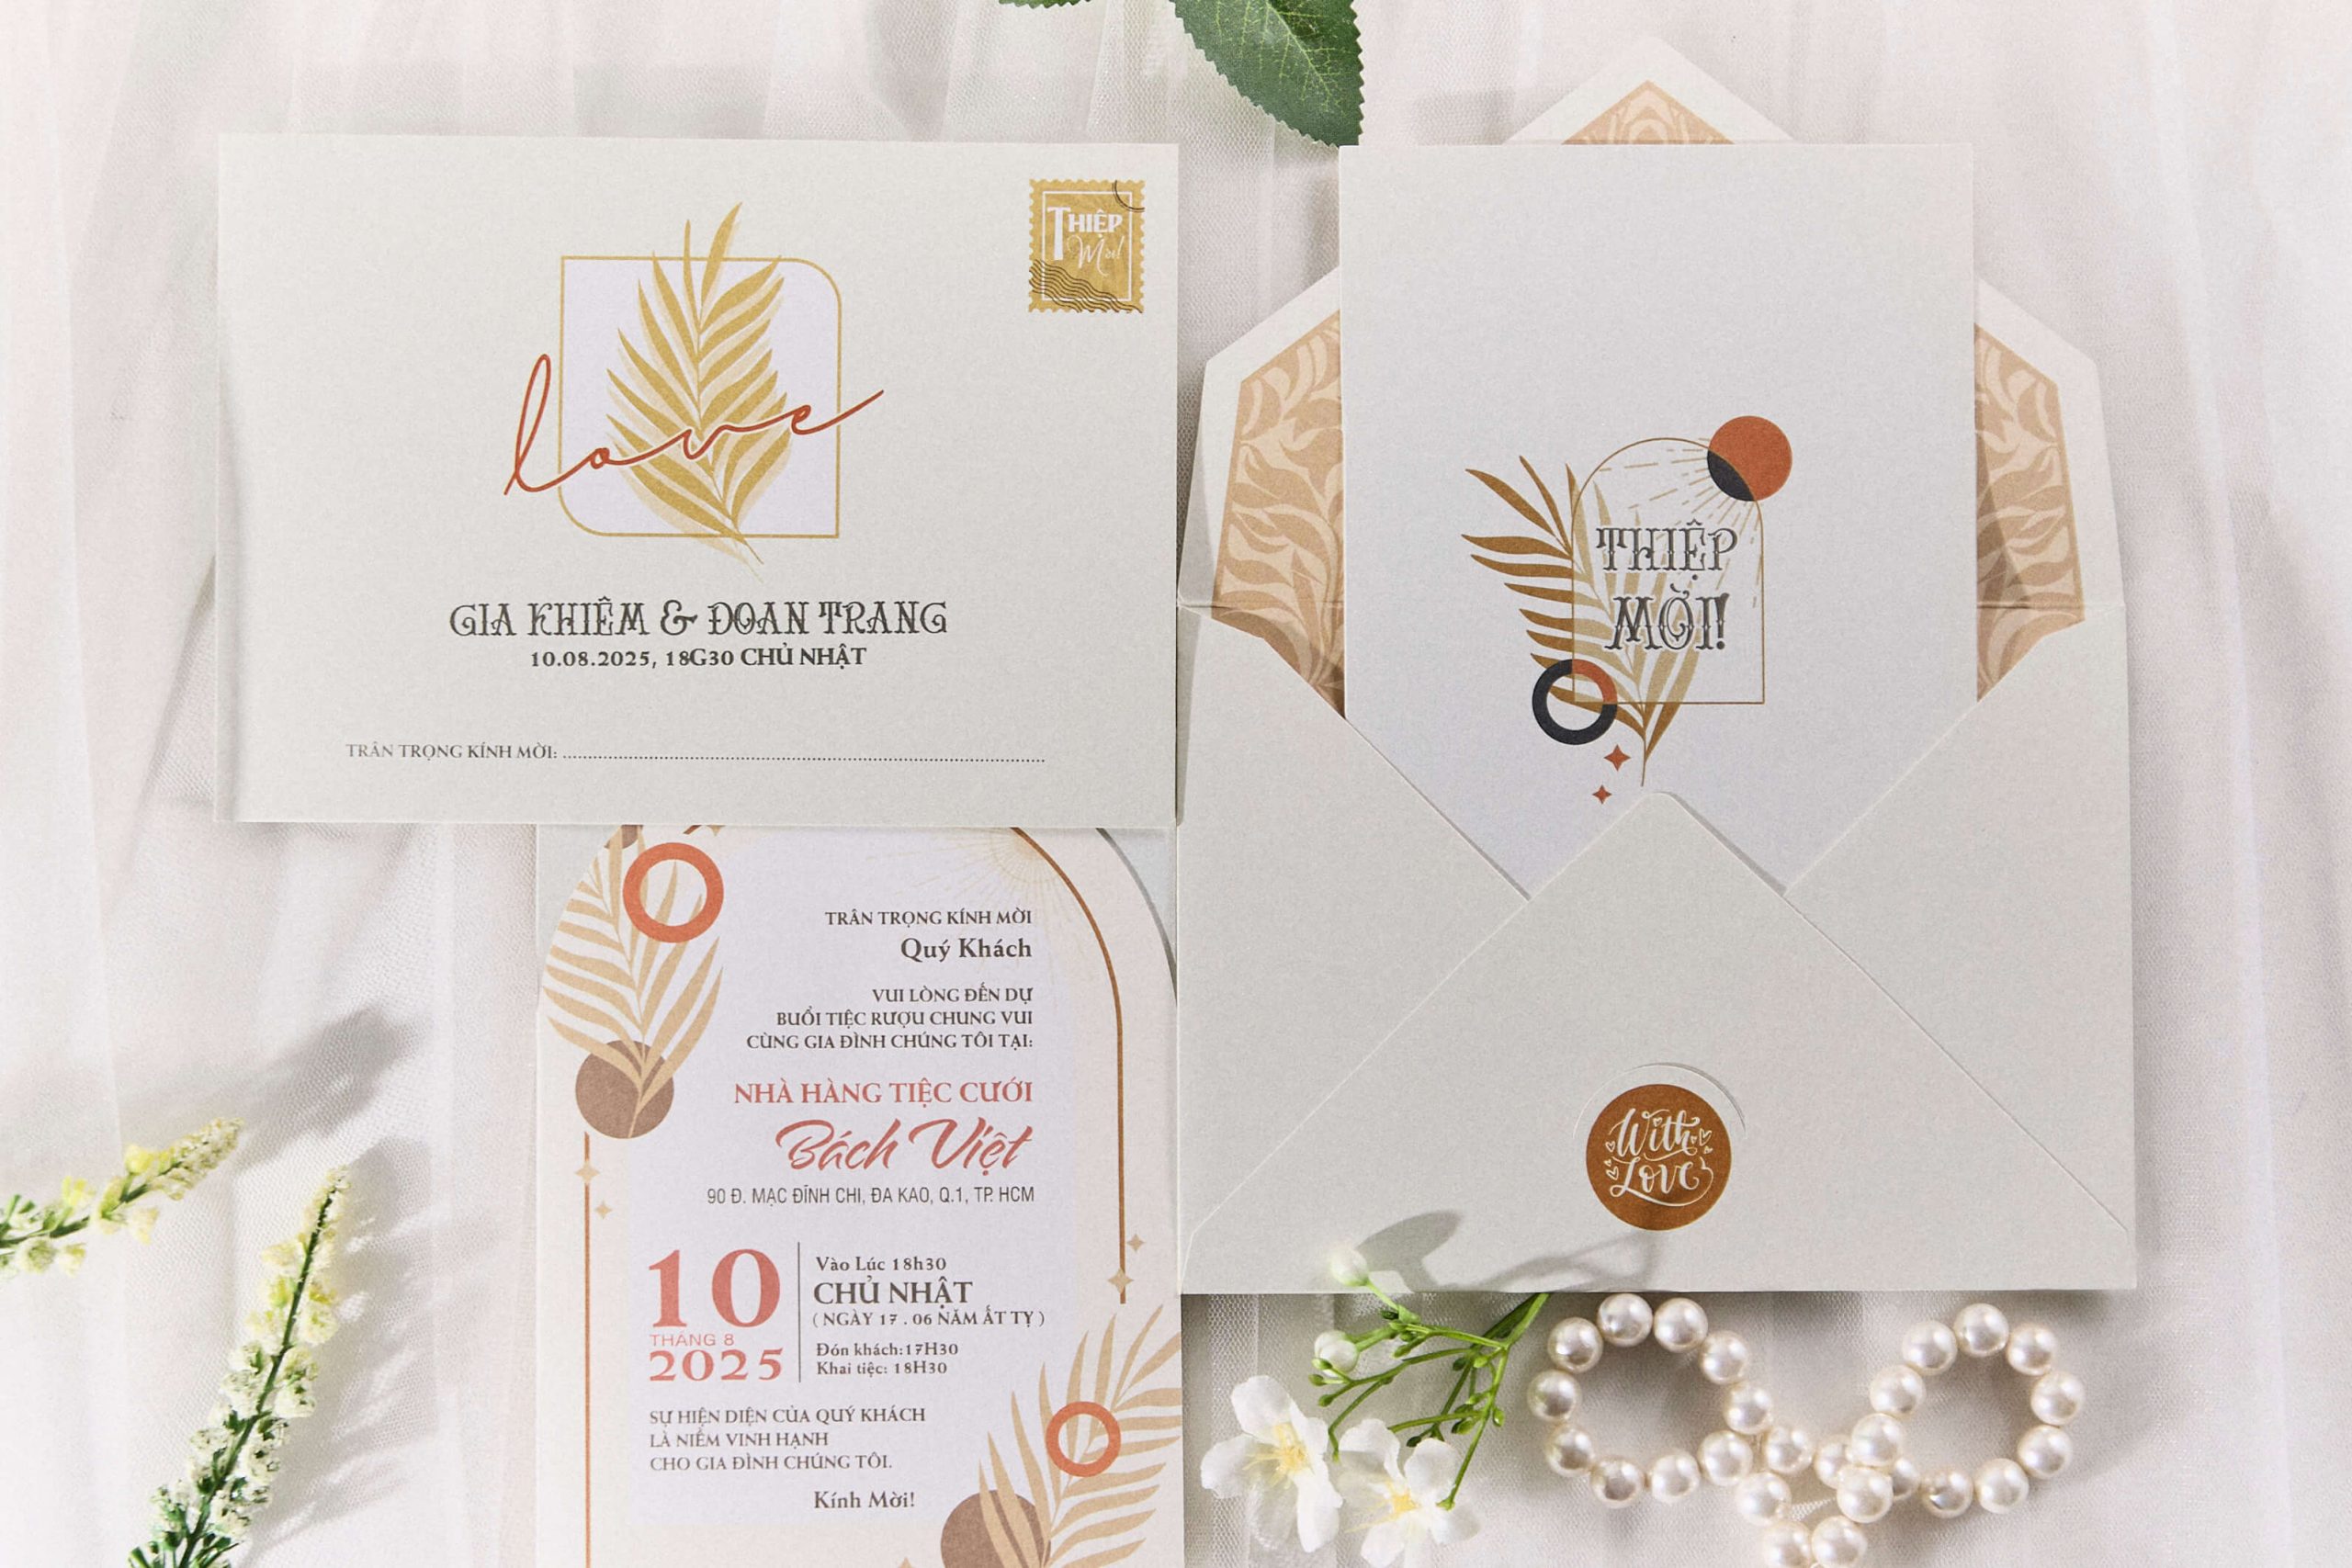 THIỆP
Mời!
love
GIA KHIÊM & ĐOAN TRANG
10.08.2025, 18G30 CHỦ NHẬT
TRÂN TRỌNG KÍNH MỜI:
THIỆP
MỜI!
With
Love
TRÂN TRỌNG KÍNH MỜI
Quý Khách
VUI LÒNG ĐẾN DỰ
BUỔI TIỆC RƯỢU CHUNG VUI
CÙNG GIA ĐÌNH CHÚNG TÔI TẠI:
NHÀ HÀNG TIỆC CƯỚI
Bách Việt
90 Đ. MẠC ĐĨNH CHI, ĐA KAO, Q.1, TP. HCM
10
THÁNG 8
2025
Vào Lúc 18h30
CHỦ NHẬT
( NGÀY 17 . 06 NĂM ẤT TỴ )
Đón khách:17H30
Khai tiệc: 18H30
SỰ HIỆN DIỆN CỦA QUÝ KHÁCH
LÀ NIỀM VINH HẠNH
CHO GIA ĐÌNH CHÚNG TÔI.
Kính Mời!